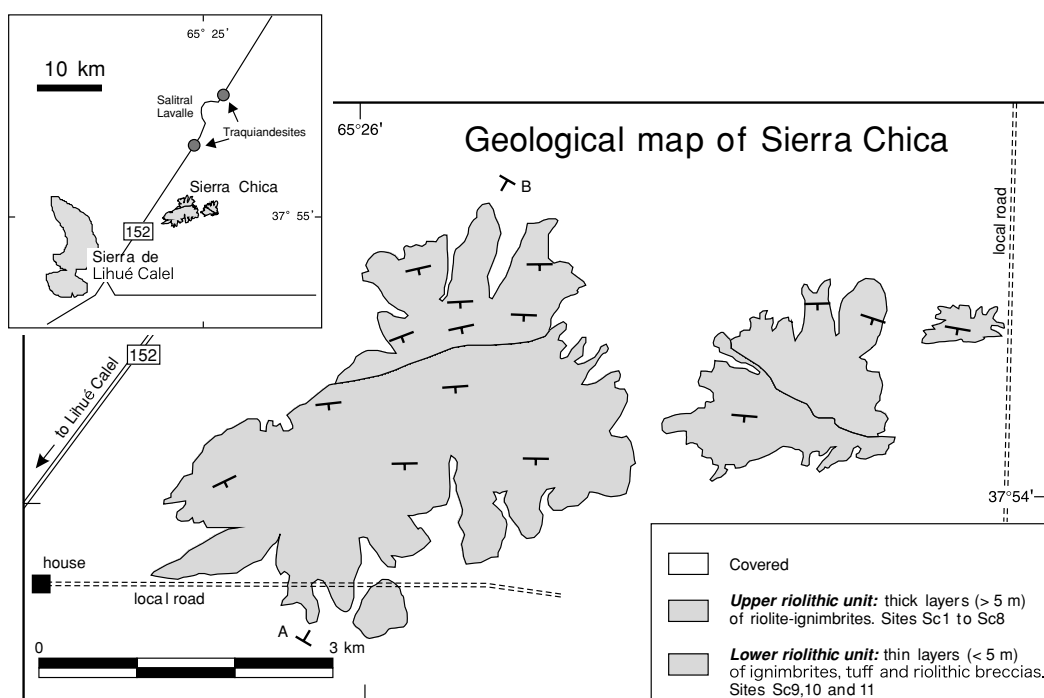 65° 25'
10 km
Salitral
Lavalle
Traquiandesites
Sierra Chica
37° 55'
152
Sierra de
Lihué Calel
65°26'
Geological map of Sierra Chica
B
local road
152
to Lihué Calel
37°54'
house
local road
A
0
3 km
Covered
Upper riolithic unit: thick layers (> 5 m)
of riolite-ignimbrites. Sites Sc1 to Sc8
Lower riolithic unit: thin layers (< 5 m)
of ignimbrites, tuff and riolithic breccias.
Sites Sc9,10 and 11